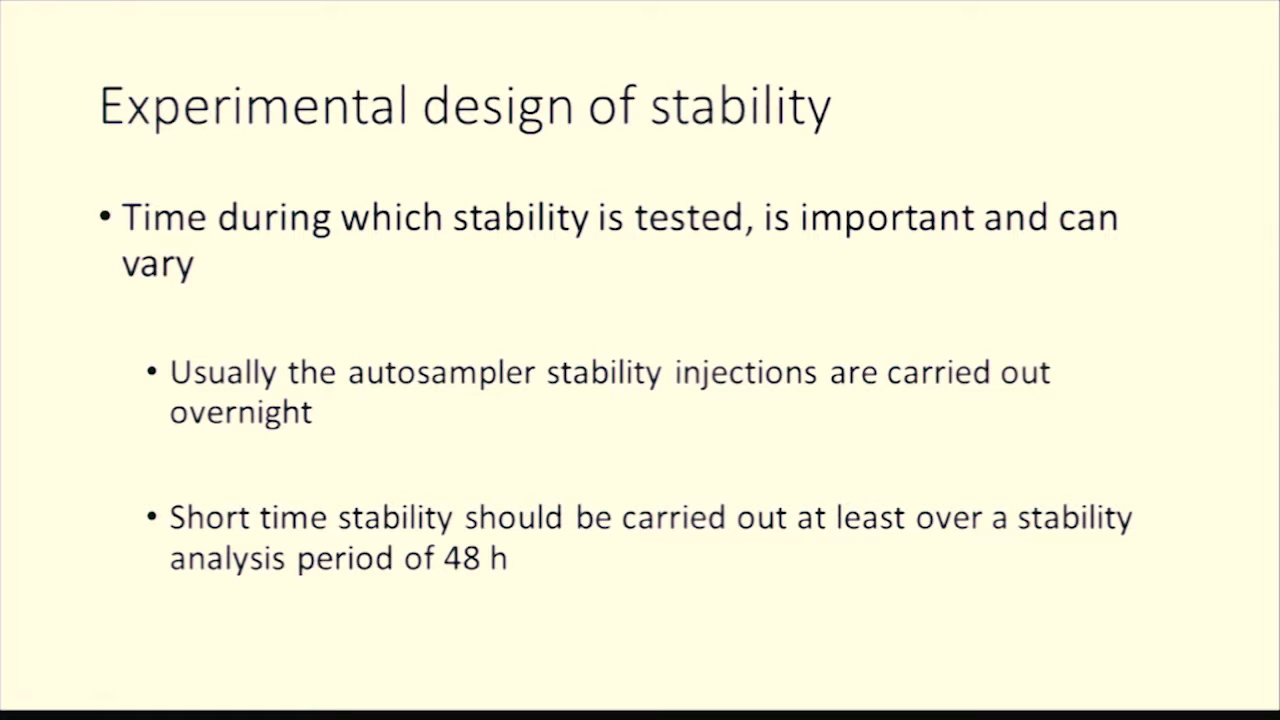 Experimental design of stability
• Time during which stability is tested, is important and can
vary
• Usually the autosampler stability injections are carried out
overnight
• Short time stability should be carried out at least over a stability
analysis period of 48 h